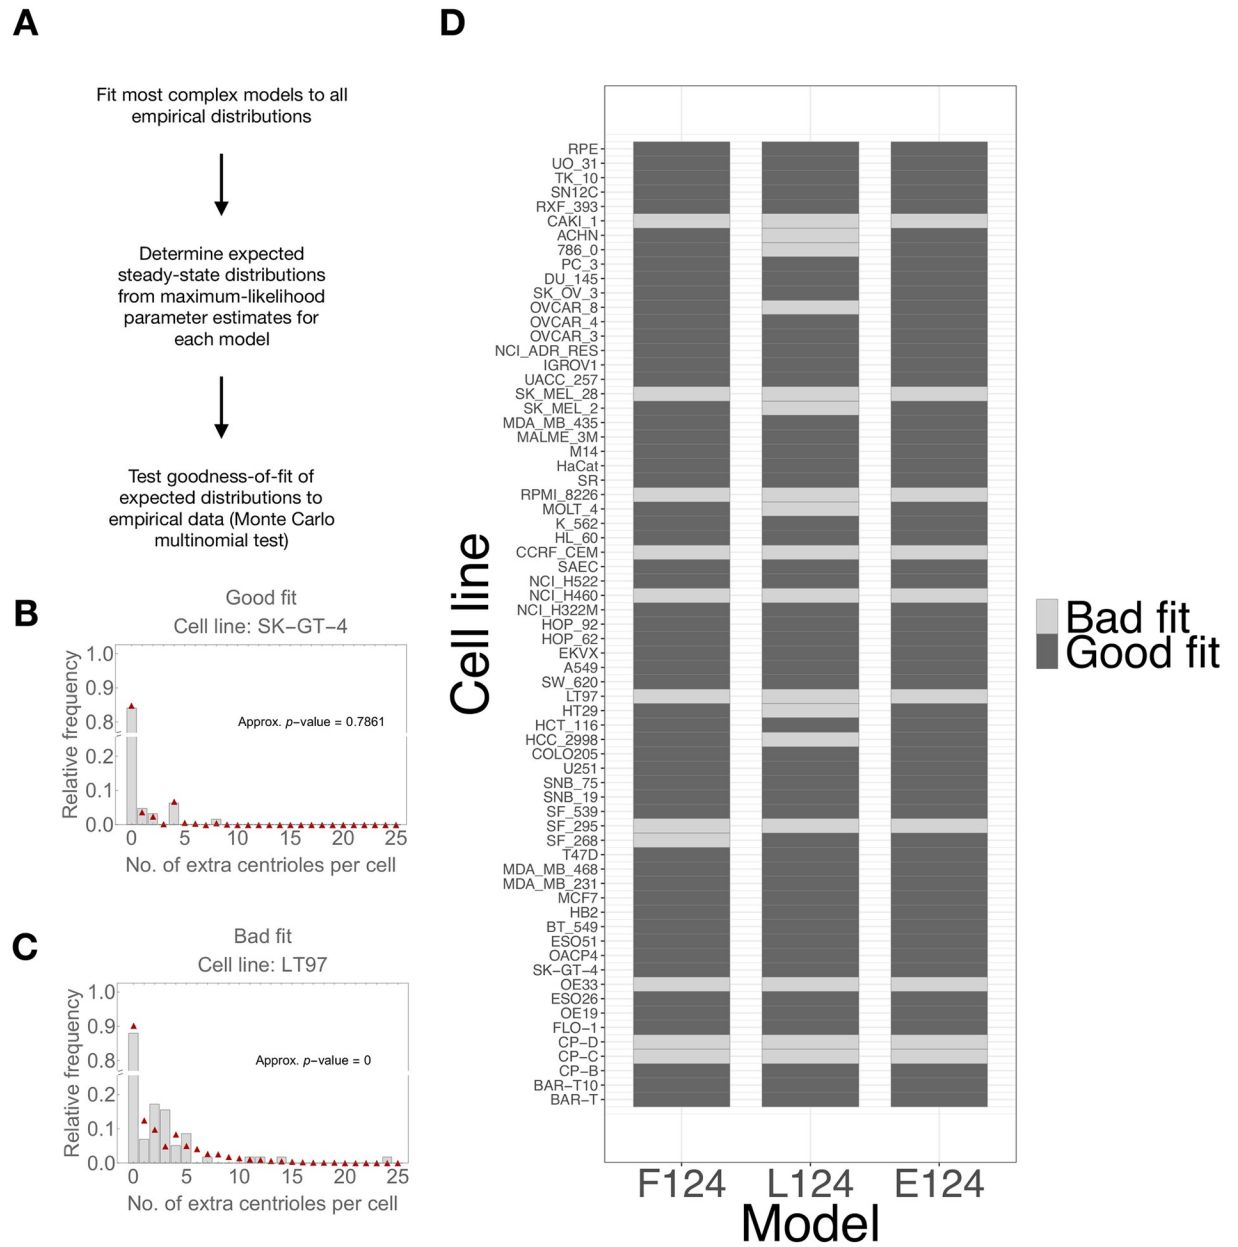 A
Fit most complex models to all
empirical distributions
Determine expected
steady-state distributions
from maximum-likelihood
parameter estimates for
each model
Test goodness-of-fit of
expected distributions to
empirical data (Monte Carlo
multinomial test)
B
Good fit
Cell line: SK−GT−4
Relative frequency
1.0
0.9
0.8
0.2
0.1
0.0
Approx. p−value = 0.7861
0 5 10 15 20 25
No. of extra centrioles per cell
C
Bad fit
Cell line: LT97
Relative frequency
1.0
0.9
0.8
0.2
0.1
0.0
Approx. p−value = 0
0 5 10 15 20 25
No. of extra centrioles per cell
D
Cell line
RPE
UO_31
TK_10
SN12C
RXF_393
CAKI_1
ACHN
786_0
PC_3
DU_145
SK_OV_3
OVCAR_8
OVCAR_4
OVCAR_3
NCI_ADR_RES
IGROV1
UACC_257
SK_MEL_28
SK_MEL_2
MDA_MB_435
MALME_3M
M14
HaCat
SR
RPMI_8226
MOLT_4
K_562
HL_60
CCRF_CEM
SAEC
NCI_H522
NCI_H460
NCI_H322M
HOP_92
HOP_62
EKVX
A549
SW_620
LT97
HT29
HCT_116
HCC_2998
COLO205
U251
SNB_75
SNB_19
SF_539
SF_295
SF_268
T47D
MDA_MB_468
MDA_MB_231
MCF7
HB2
BT_549
ESO51
OACP4
SK−GT−4
OE33
ESO26
OE19
FLO−1
CP−D
CP−C
CP−B
BAR−T10
BAR−T
F124 L124 E124
Model
Bad fit
Good fit